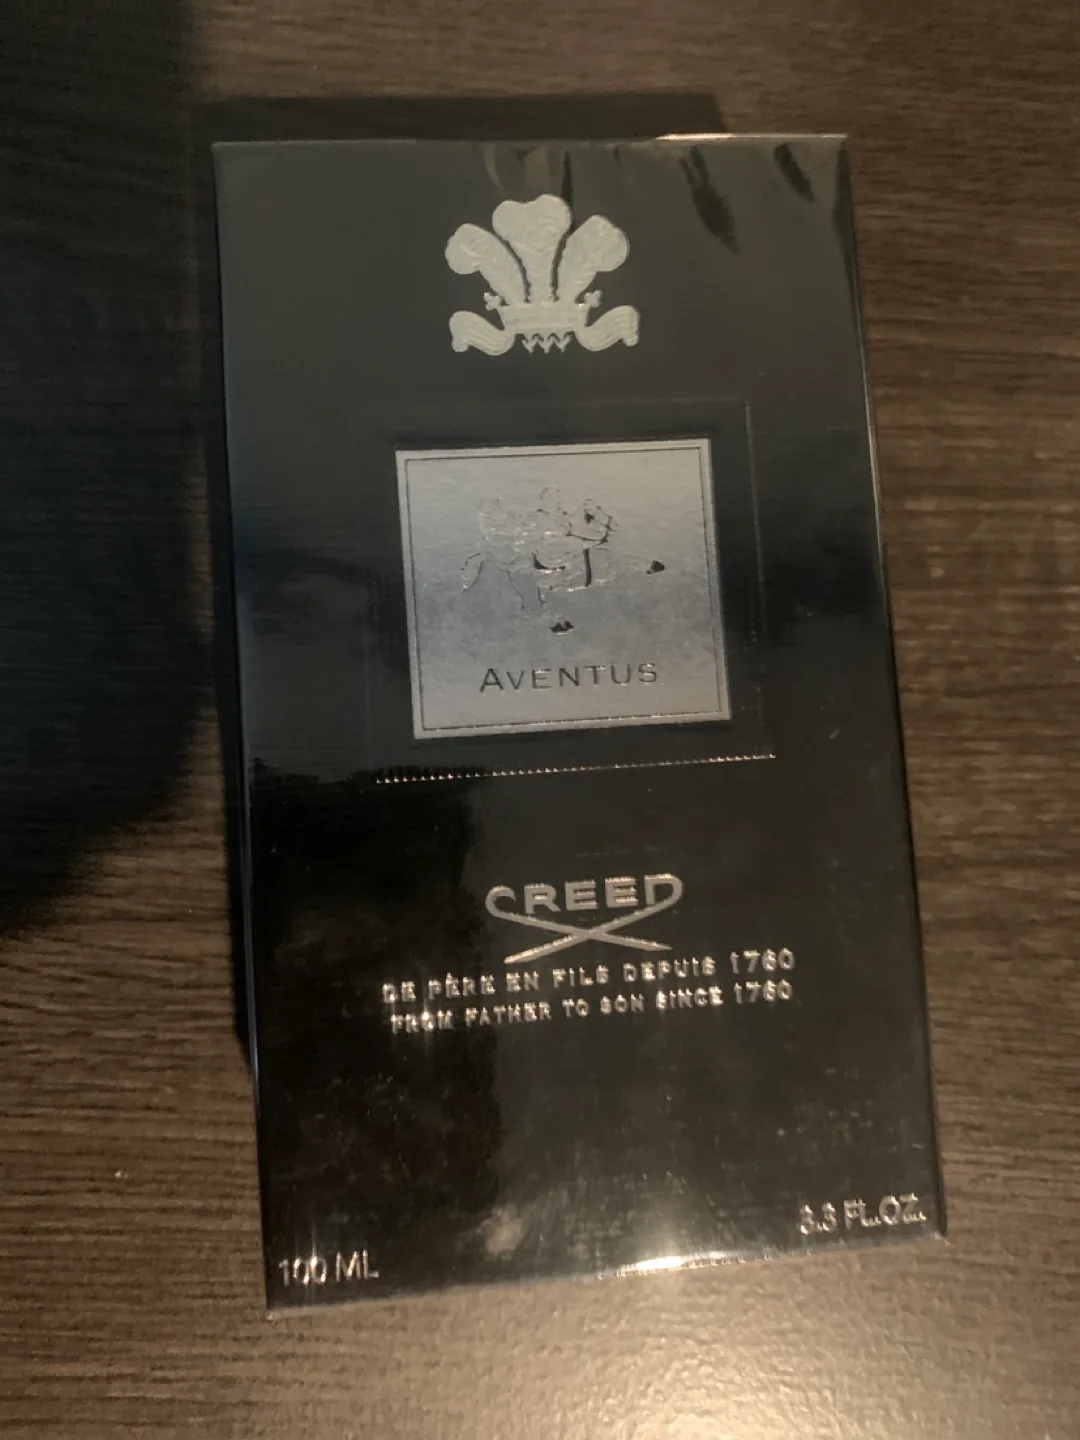 AVENTUS
CREED
DE PÈRE EN FILS DEPUIS 1760
FROM FATHER TO SON SINCE 1760
100 ML
3.3 FL.OZ.